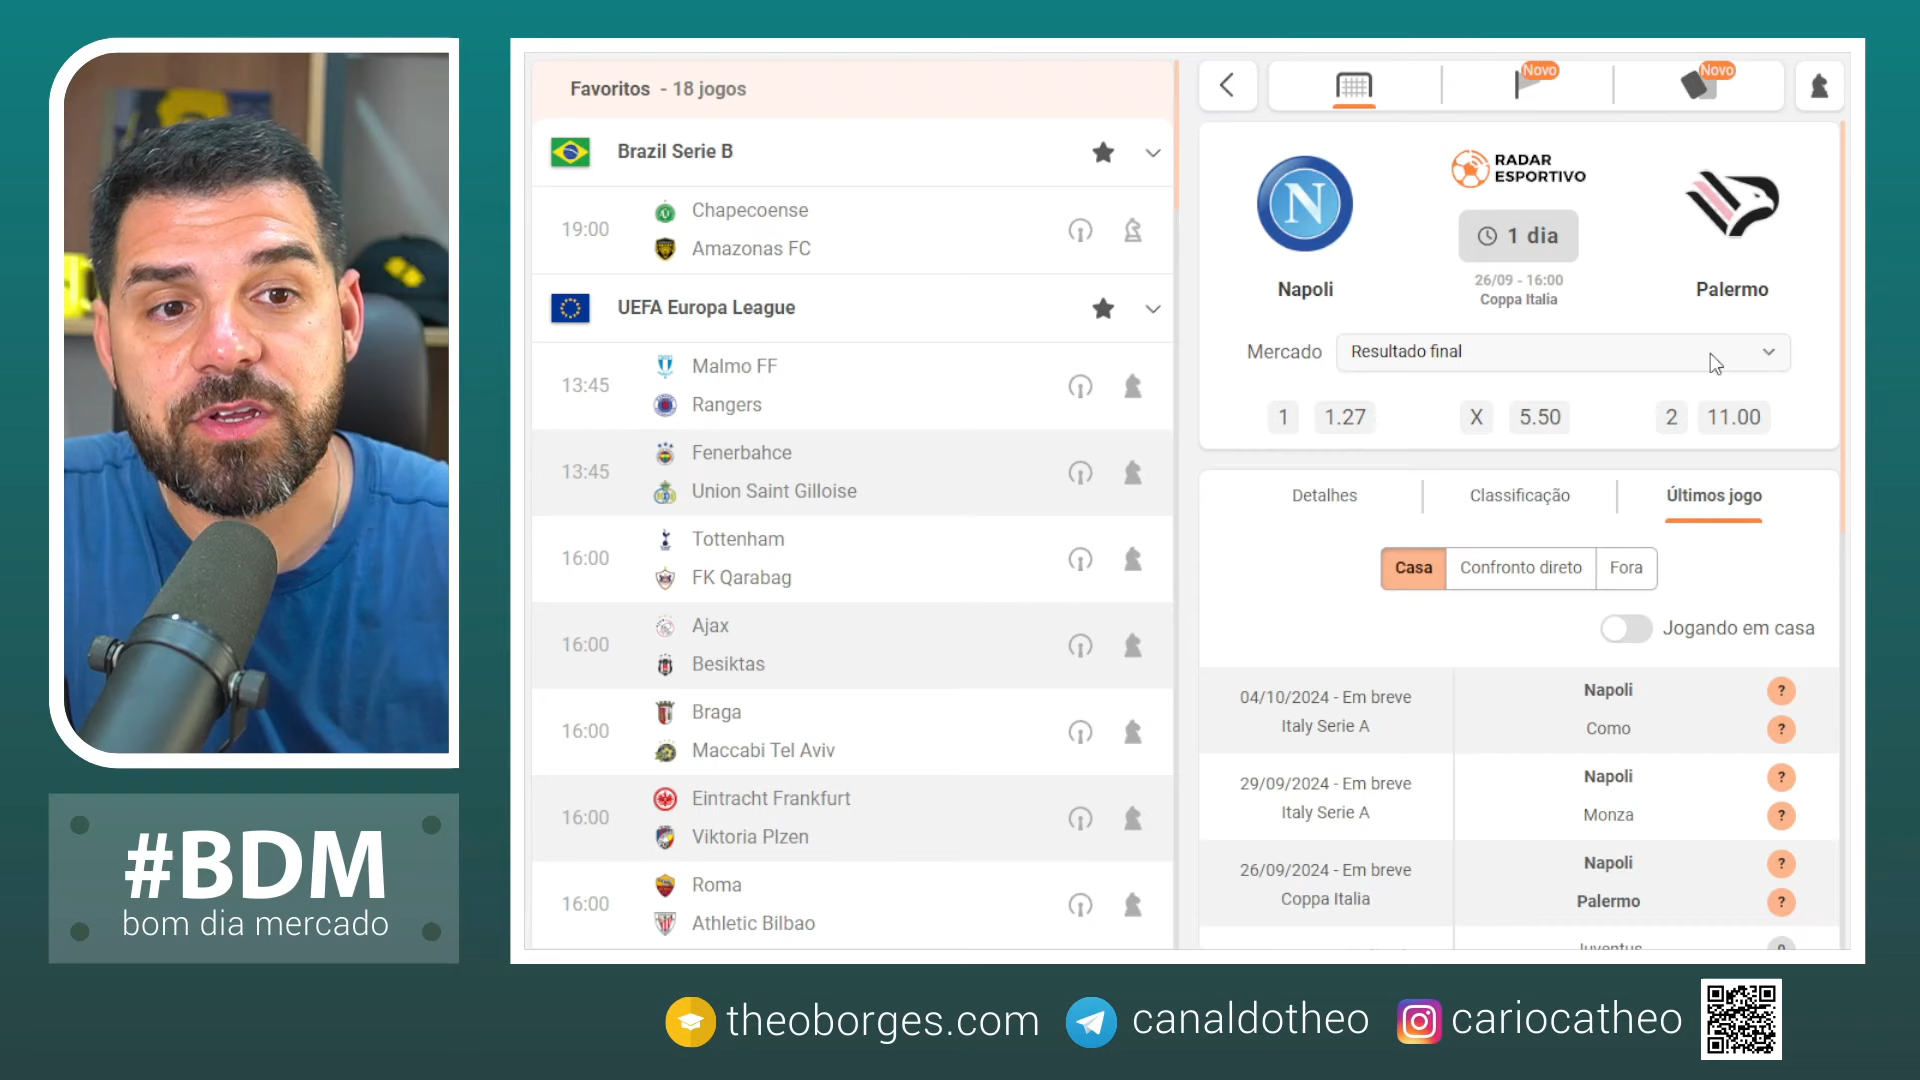 #BDM
bom dia mercado
Favoritos - 18 jogos
Brazil Serie B
19:00
Chapecoense
Amazonas FC
UEFA Europa League
13:45
Malmo FF
Rangers
13:45
Fenerbahce
Union Saint Gilloise
16:00
Tottenham
FK Qarabag
16:00
Ajax
Besiktas
16:00
Braga
Maccabi Tel Aviv
16:00
Eintracht Frankfurt
Viktoria Plzen
16:00
Roma
Athletic Bilbao
Novo
Novo
N
Napoli
RADAR
ESPORTIVO
1 dia
26/09 - 16:00
Coppa Italia
Palermo
Mercado
Resultado final
1 1.27 X 5.50 2 11.00
Detalhes
Classificação
Últimos jogo
Casa
Confronto direto
Fora
Jogando em casa
04/10/2024 - Em breve
Italy Serie A
Napoli ?
Como ?
29/09/2024 - Em breve
Italy Serie A
Napoli ?
Monza ?
26/09/2024 - Em breve
Coppa Italia
Napoli ?
Palermo ?
Juventus 0
theoborges.com
canaldotheo
cariocatheo